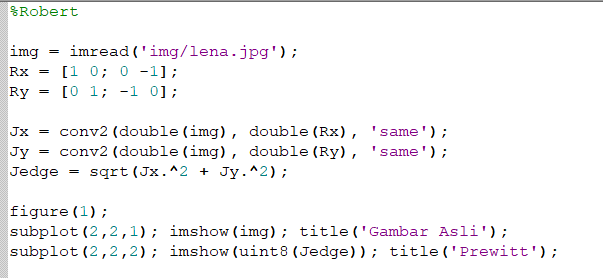 %Robert
img = imread('img/lena.jpg');
Rx = [1 0; 0 -1];
Ry = [0 1; -1 0];
Jx = conv2(double(img), double(Rx), 'same');
Jy = conv2(double(img), double(Ry), 'same');
Jedge = sqrt(Jx.^2 + Jy.^2);
figure(1);
subplot(2,2,1); imshow(img); title('Gambar Asli');
subplot(2,2,2); imshow(uint8(Jedge)); title('Prewitt');